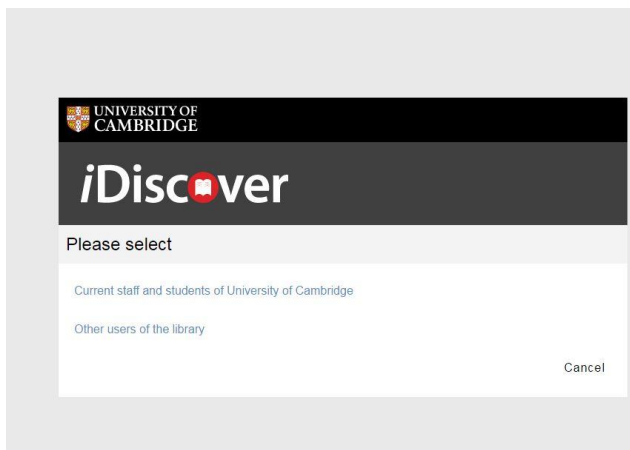 UNIVERSITY OF
CAMBRIDGE
iDiscover
Please select
Current staff and students of University of Cambridge
Other users of the library
Cancel